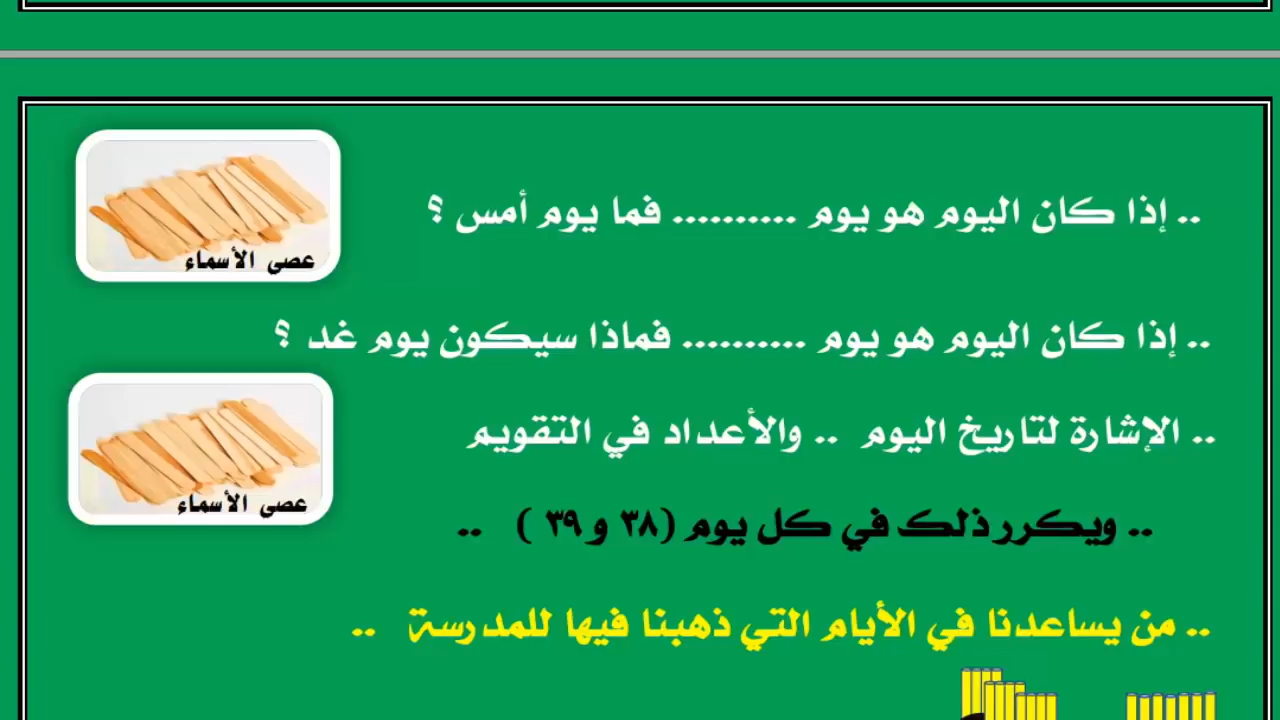 .. إذا كان اليوم هو يوم .......... فما يوم أمس ؟
عصي الأسماء
.. إذا كان اليوم هو يوم .......... فماذا سيكون يوم غد ؟
.. الإشارة لتاريخ اليوم .. والأعداد في التقويم
عصي الأسماء
.. ويكرر ذلك في كل يوم (٣٨ و ٣٩ ) ..
.. من يساعدنا في الأيام التي ذهبنا فيها للمدرسة ..